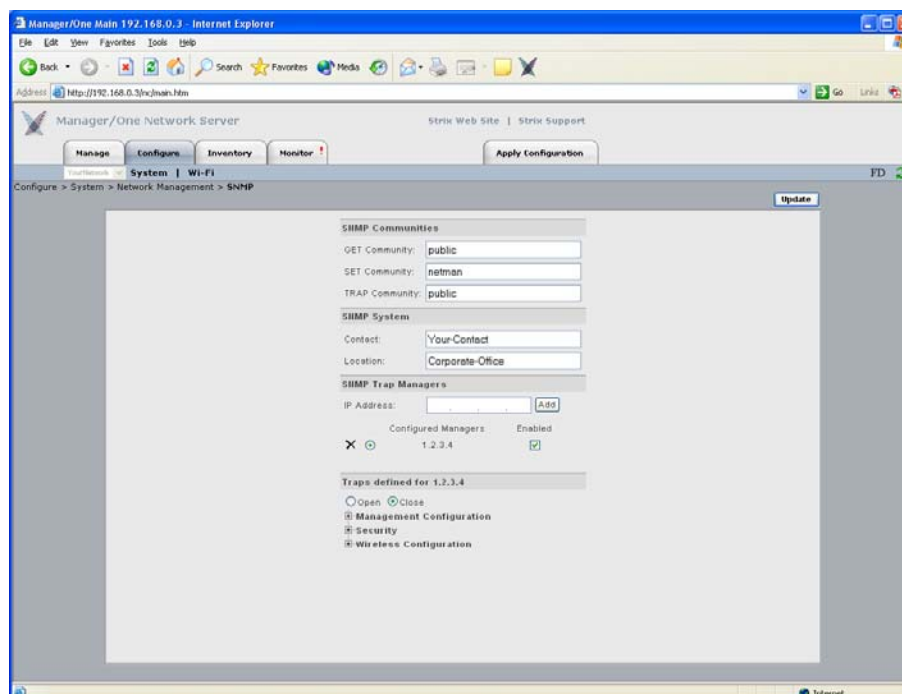 Manager/One Main 192.168.0.3 - Internet Explorer
File Edit View Favorites Tools Help
Back Search Favorites Media
Address http://192.168.0.3/nc/main.htm Go Links
Manager/One Network Server Strix Web Site | Strix Support
Manage Configure Inventory Monitor ! Apply Configuration
YourNetwork System | Wi-Fi FD
Configure > System > Network Management > SNMP
Update
SNMP Communities
GET Community: public
SET Community: netman
TRAP Community: public
SNMP System
Contact: Your-Contact
Location: Corporate-Office
SNMP Trap Managers
IP Address: . . . Add
Configured Managers Enabled
1.2.3.4
Traps defined for 1.2.3.4
Open Close
Management Configuration
Security
Wireless Configuration
Internet